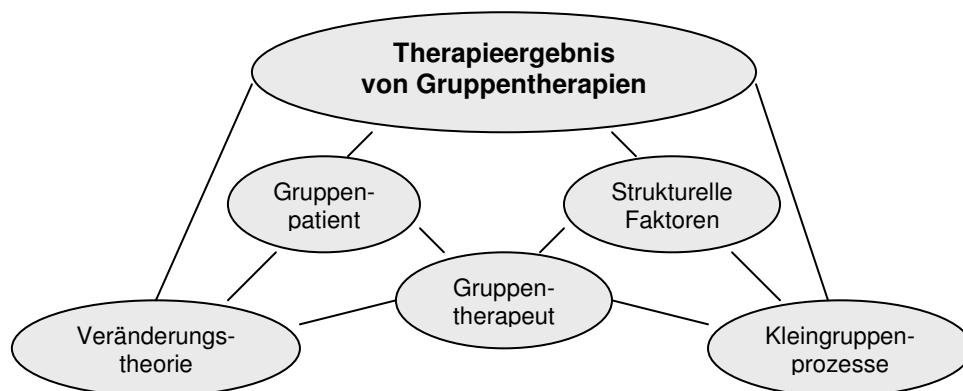 Therapieergebnis
von Gruppentherapien
Gruppen-
patient
Strukturelle
Faktoren
Gruppen-
therapeut
Veränderungs-
theorie
Kleingruppen-
prozesse